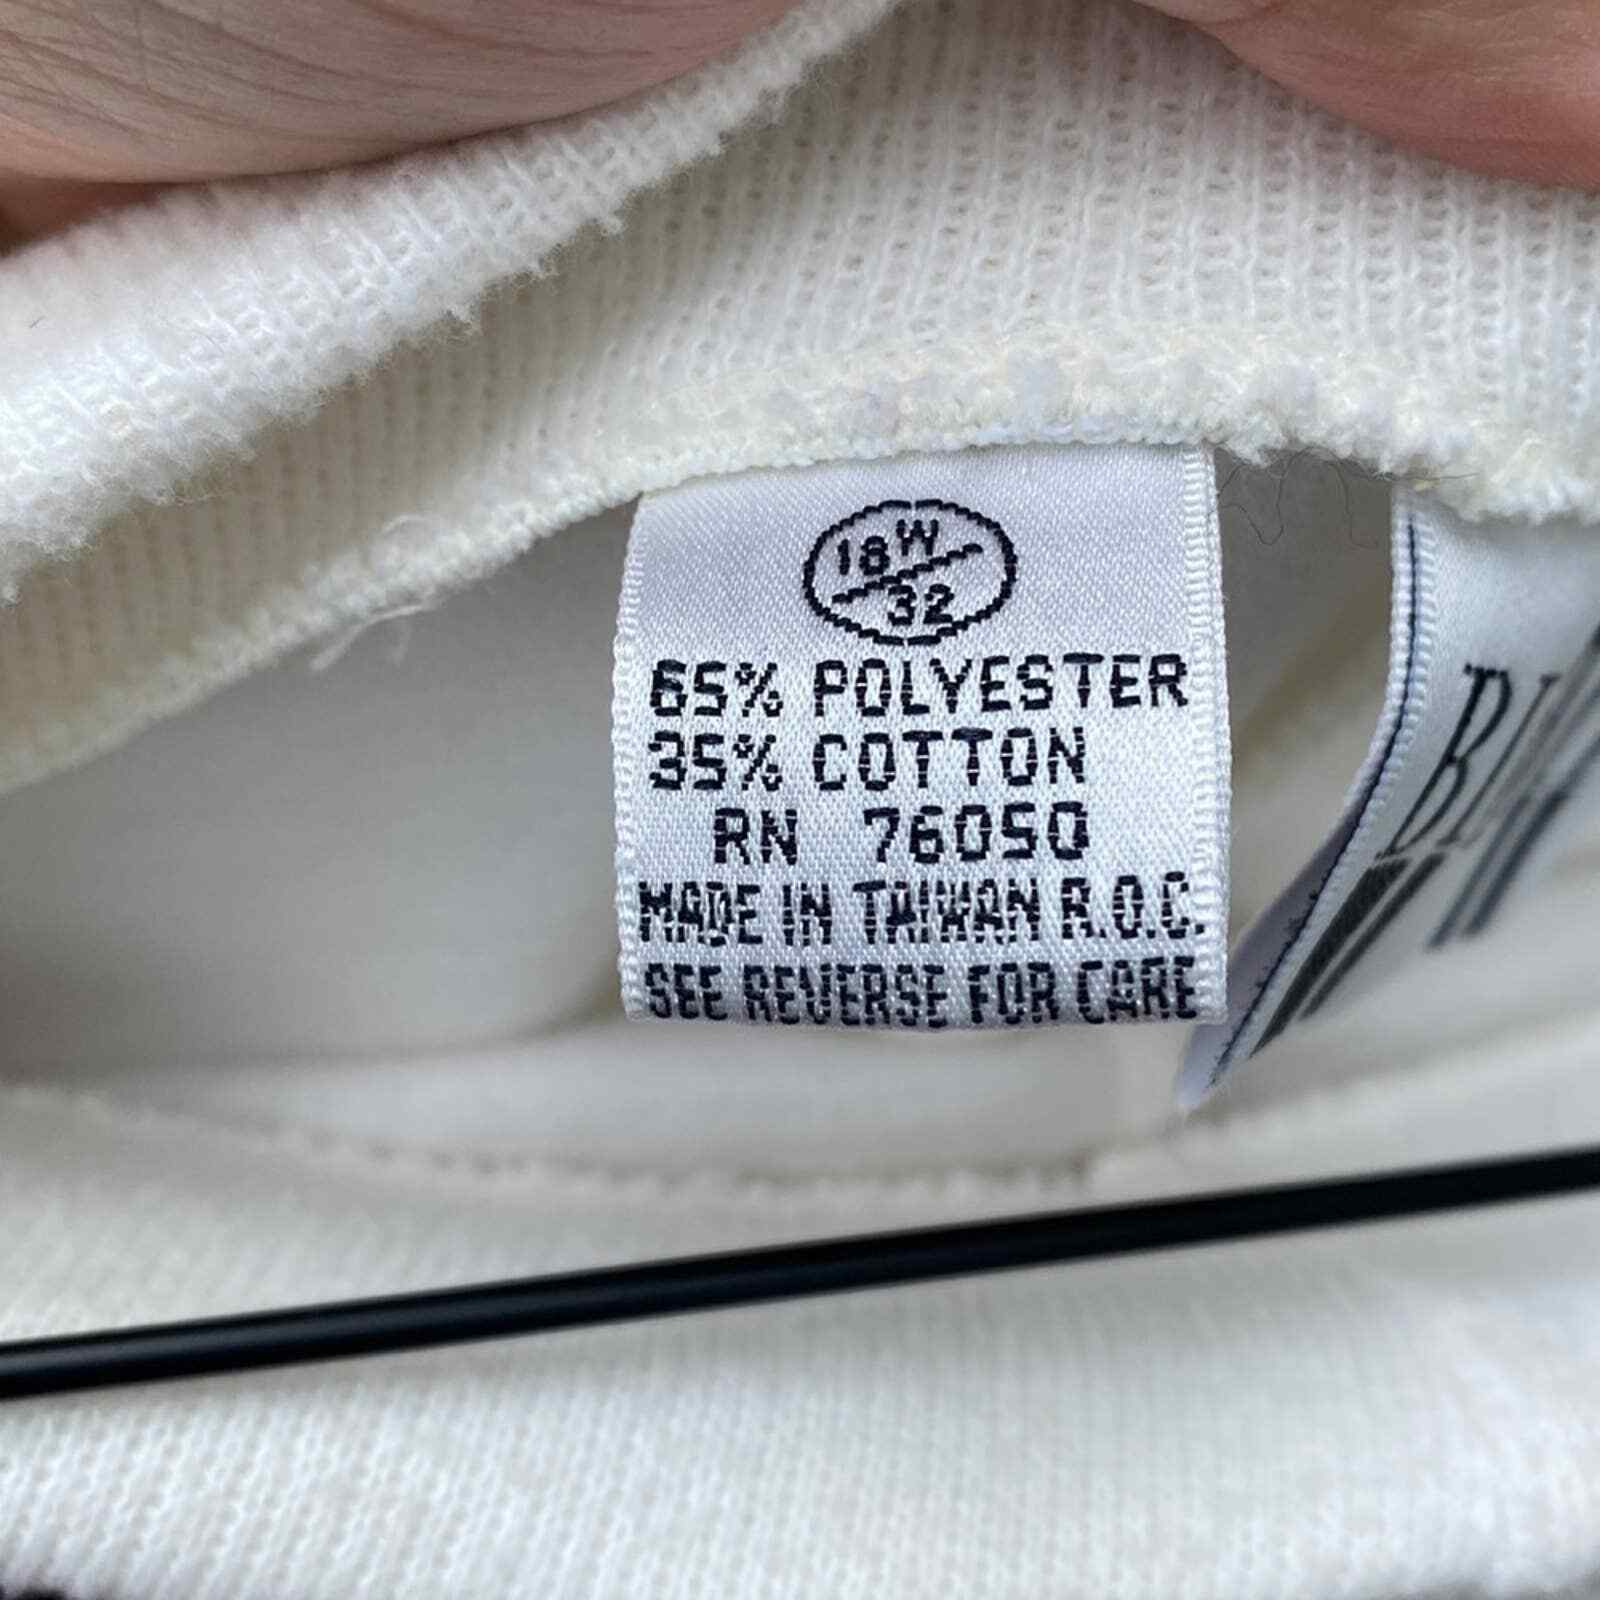 18W
32
65% POLYESTER
35% COTTON
RN 76050
MADE IN TAIWAN R.O.C.
SEE REVERSE FOR CARE